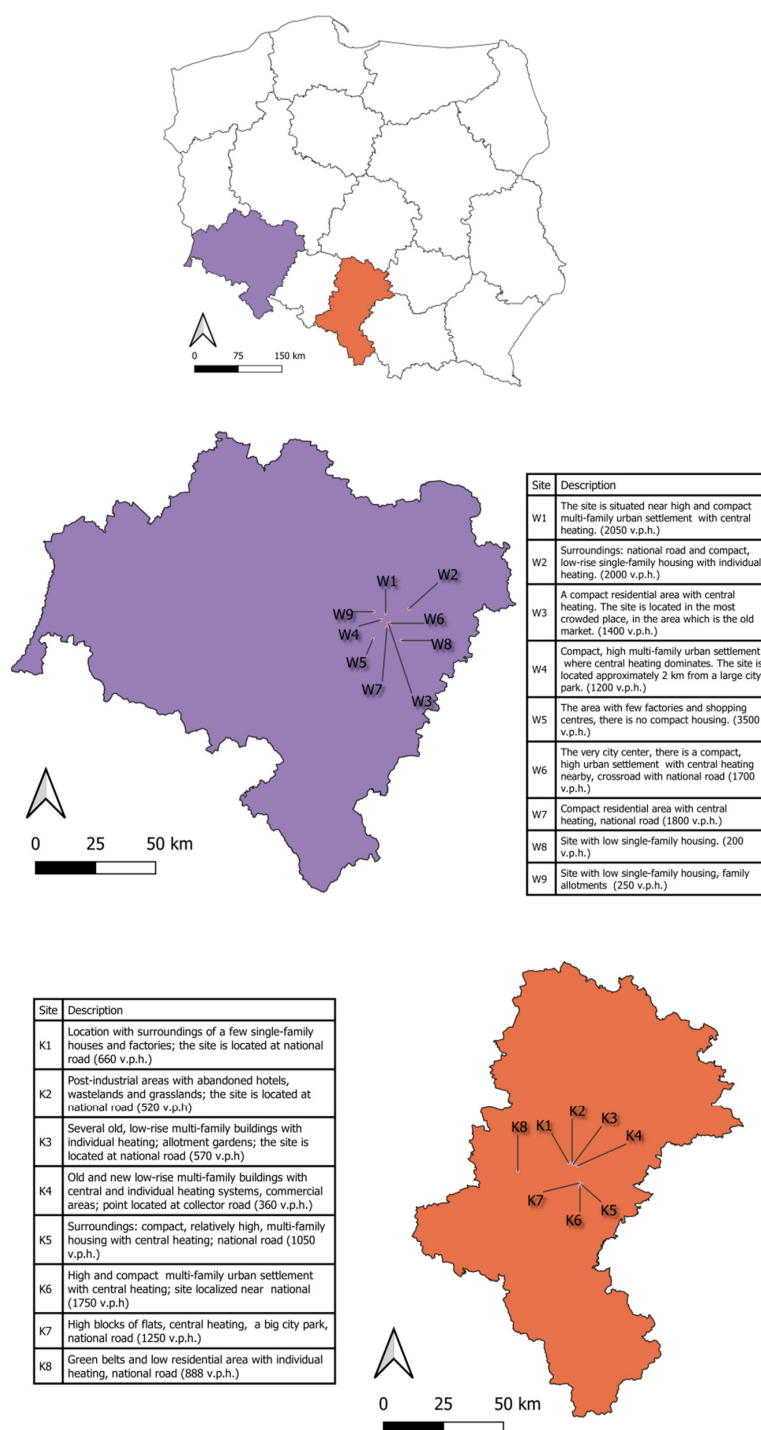 0 75 150 km
W1 W2
W9 W6
W4 W8
W5
W7 W3
0 25 50 km
Site Description
W1 The site is situated near high and compact
multi-family urban settlement with central
heating. (2050 v.p.h.)
W2 Surroundings: national road and compact,
low-rise single-family housing with individual
heating. (2000 v.p.h.)
W3 A compact residential area with central
heating. The site is located in the most
crowded place, in the area which is the old
market. (1400 v.p.h.)
W4 Compact, high multi-family urban settlement
where central heating dominates. The site is
located approximately 2 km from a large city
park. (1200 v.p.h.)
W5 The area with few factories and shopping
centres, there is no compact housing. (3500
v.p.h.)
W6 The very city center, there is a compact,
high urban settlement with central heating
nearby, crossroad with national road (1700
v.p.h.)
W7 Compact residential area with central
heating, national road (1800 v.p.h.)
W8 Site with low single-family housing. (200
v.p.h.)
W9 Site with low single-family housing, family
allotments (250 v.p.h.)
Site Description
K1 Location with surroundings of a few single-family
houses and factories; the site is located at national
road (660 v.p.h.)
K2 Post-industrial areas with abandoned hotels,
wastelands and grasslands; the site is located at
national road (520 v.p.h)
K3 Several old, low-rise multi-family buildings with
individual heating; allotment gardens; the site is
located at national road (570 v.p.h)
K4 Old and new low-rise multi-family buildings with
central and individual heating systems, commercial
areas; point located at collector road (360 v.p.h.)
K5 Surroundings: compact, relatively high, multi-family
housing with central heating; national road (1050
v.p.h.)
K6 High and compact multi-family urban settlement
with central heating; site localized near national
(1750 v.p.h)
K7 High blocks of flats, central heating, a big city park,
national road (1250 v.p.h.)
K8 Green belts and low residential area with individual
heating, national road (888 v.p.h.)
K2
K8 K1 K3
K4
K7 K5
K6
0 25 50 km